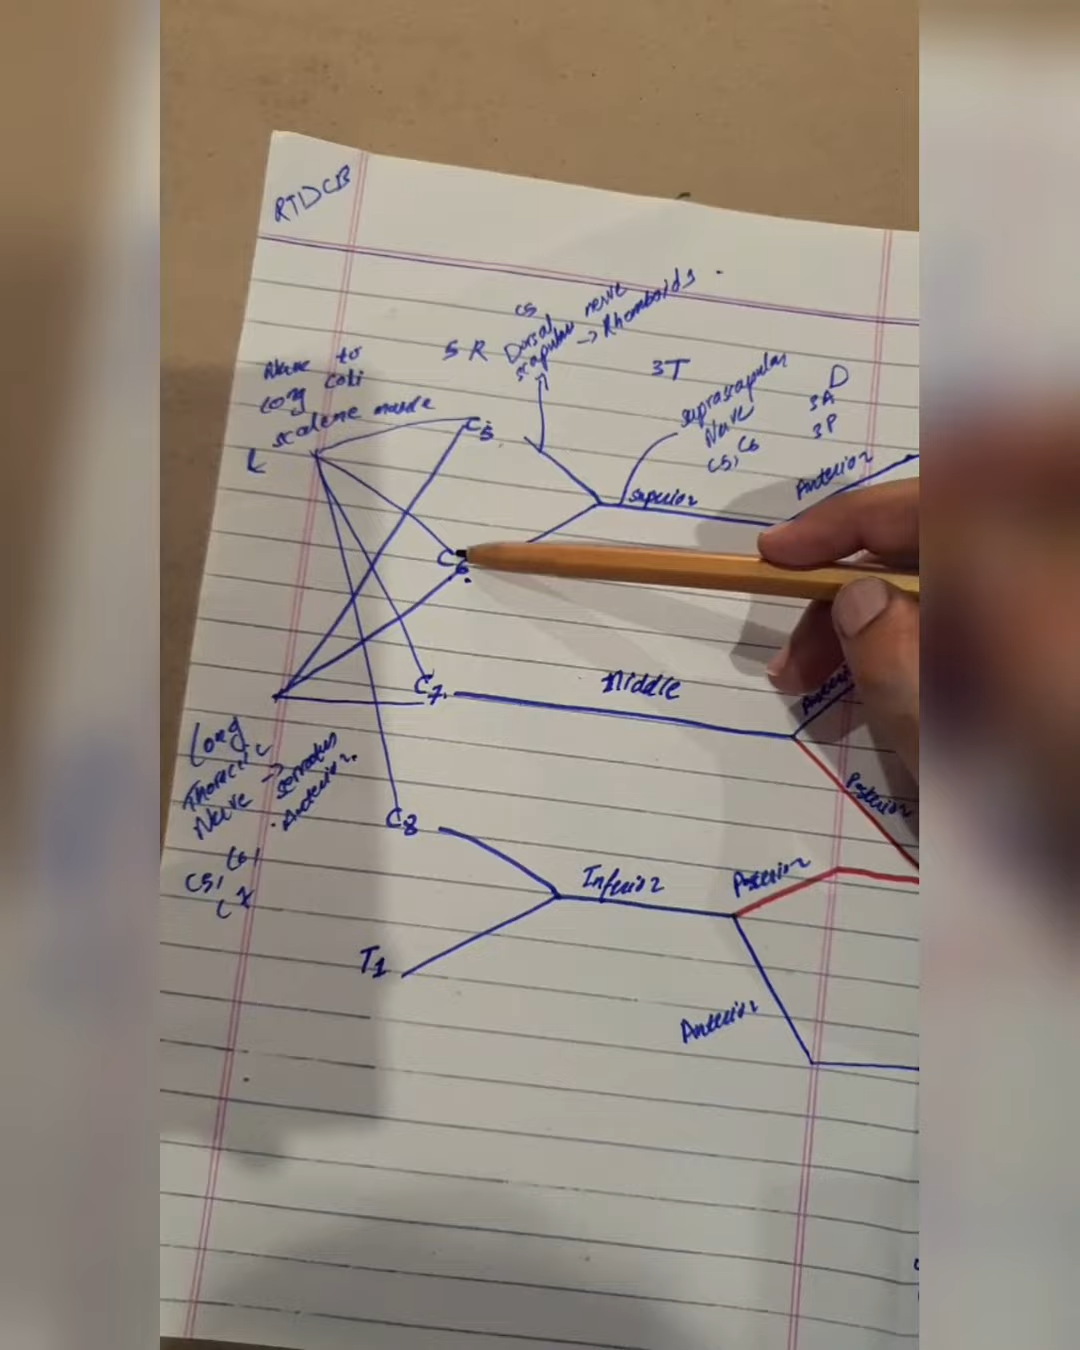 RTDCB
C5
Dorsal
scapular nerve
→ Rhomboids
5 R
3T
Nerve to
long coli
scalene muscle
suprascapular
Nerve
C5, C6
D
3A
3P
C5
Superior
Anterior
C6
C7
Middle
Anteri
Posterior
Long
Thoracic
Nerve → serratus
Anterior.
C5, C6,
C7
C8
Inferior
Posterior
T1
Anterior